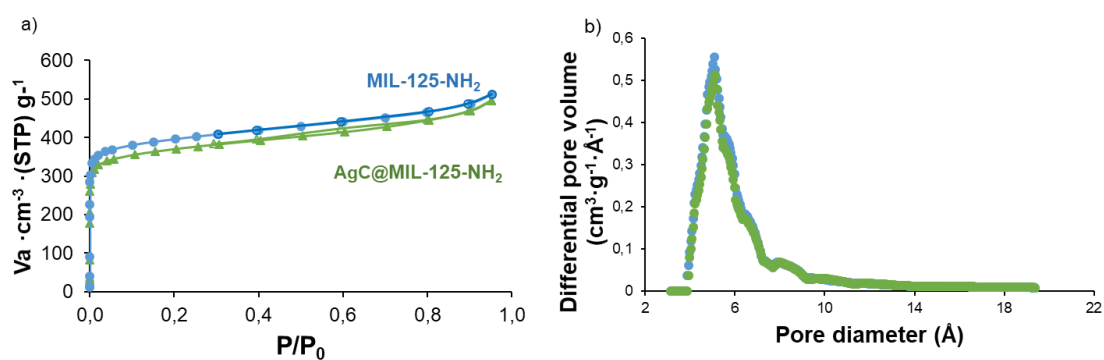 a)
Va ·cm⁻³ ·(STP) g-¹
600
500
400
300
200
100
0
MIL-125-NH₂
AgC@MIL-125-NH₂
0,0 0,2 0,4 0,6 0,8 1,0
P/P₀
b)
Differential pore volume
(cm³·g⁻¹·Å⁻¹)
0,6
0,5
0,4
0,3
0,2
0,1
0
2 6 10 14 18 22
Pore diameter (Å)